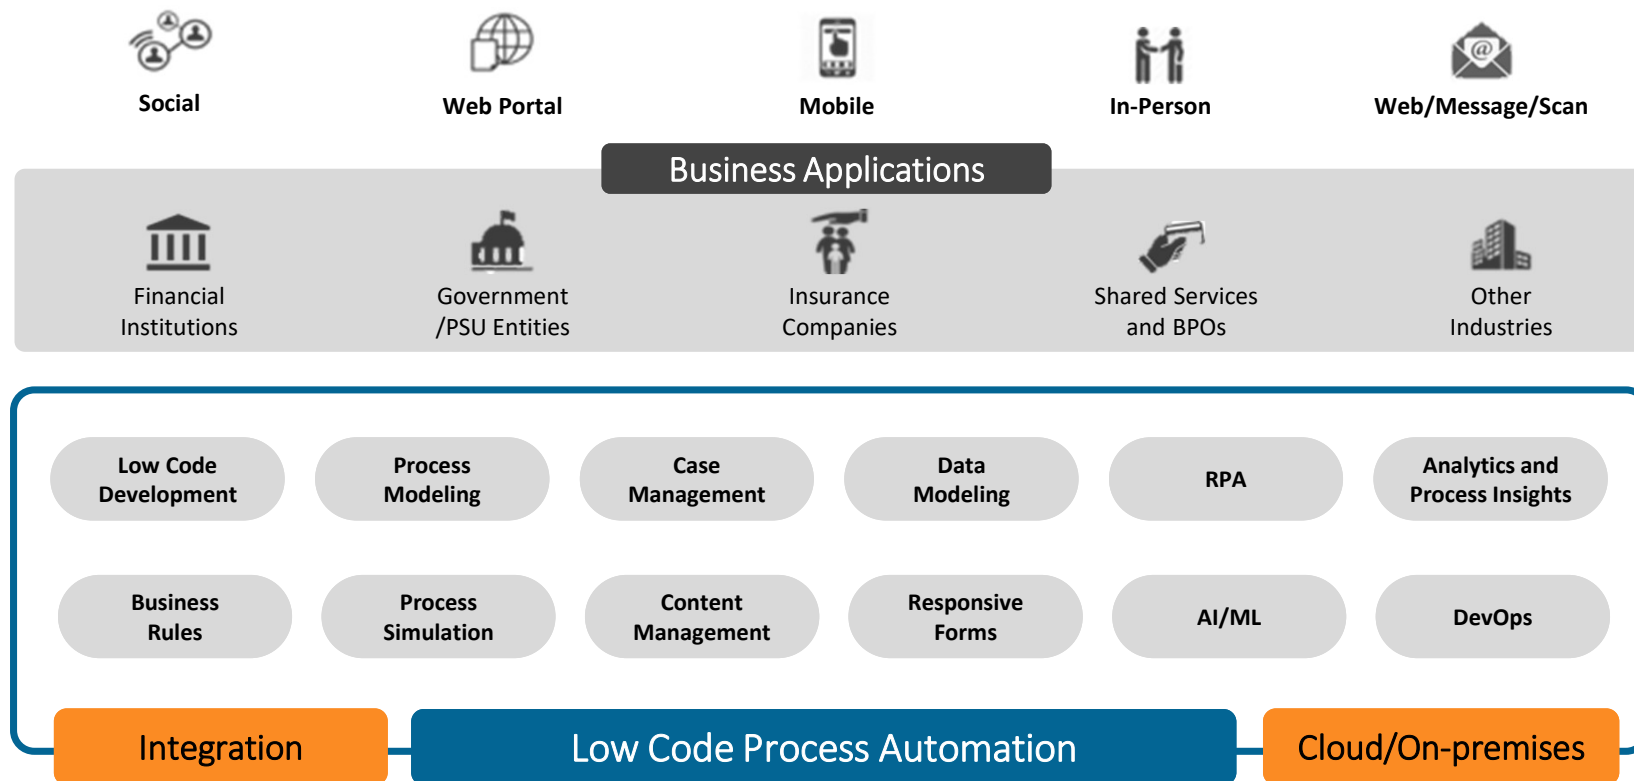 Social
Web Portal
Mobile
In-Person
Web/Message/Scan
Business Applications
Financial
Institutions
Government
/PSU Entities
Insurance
Companies
Shared Services
and BPOs
Other
Industries
Low Code
Development
Process
Modeling
Case
Management
Data
Modeling
RPA
Analytics and
Process Insights
Business
Rules
Process
Simulation
Content
Management
Responsive
Forms
AI/ML
DevOps
Integration
Low Code Process Automation
Cloud/On-premises